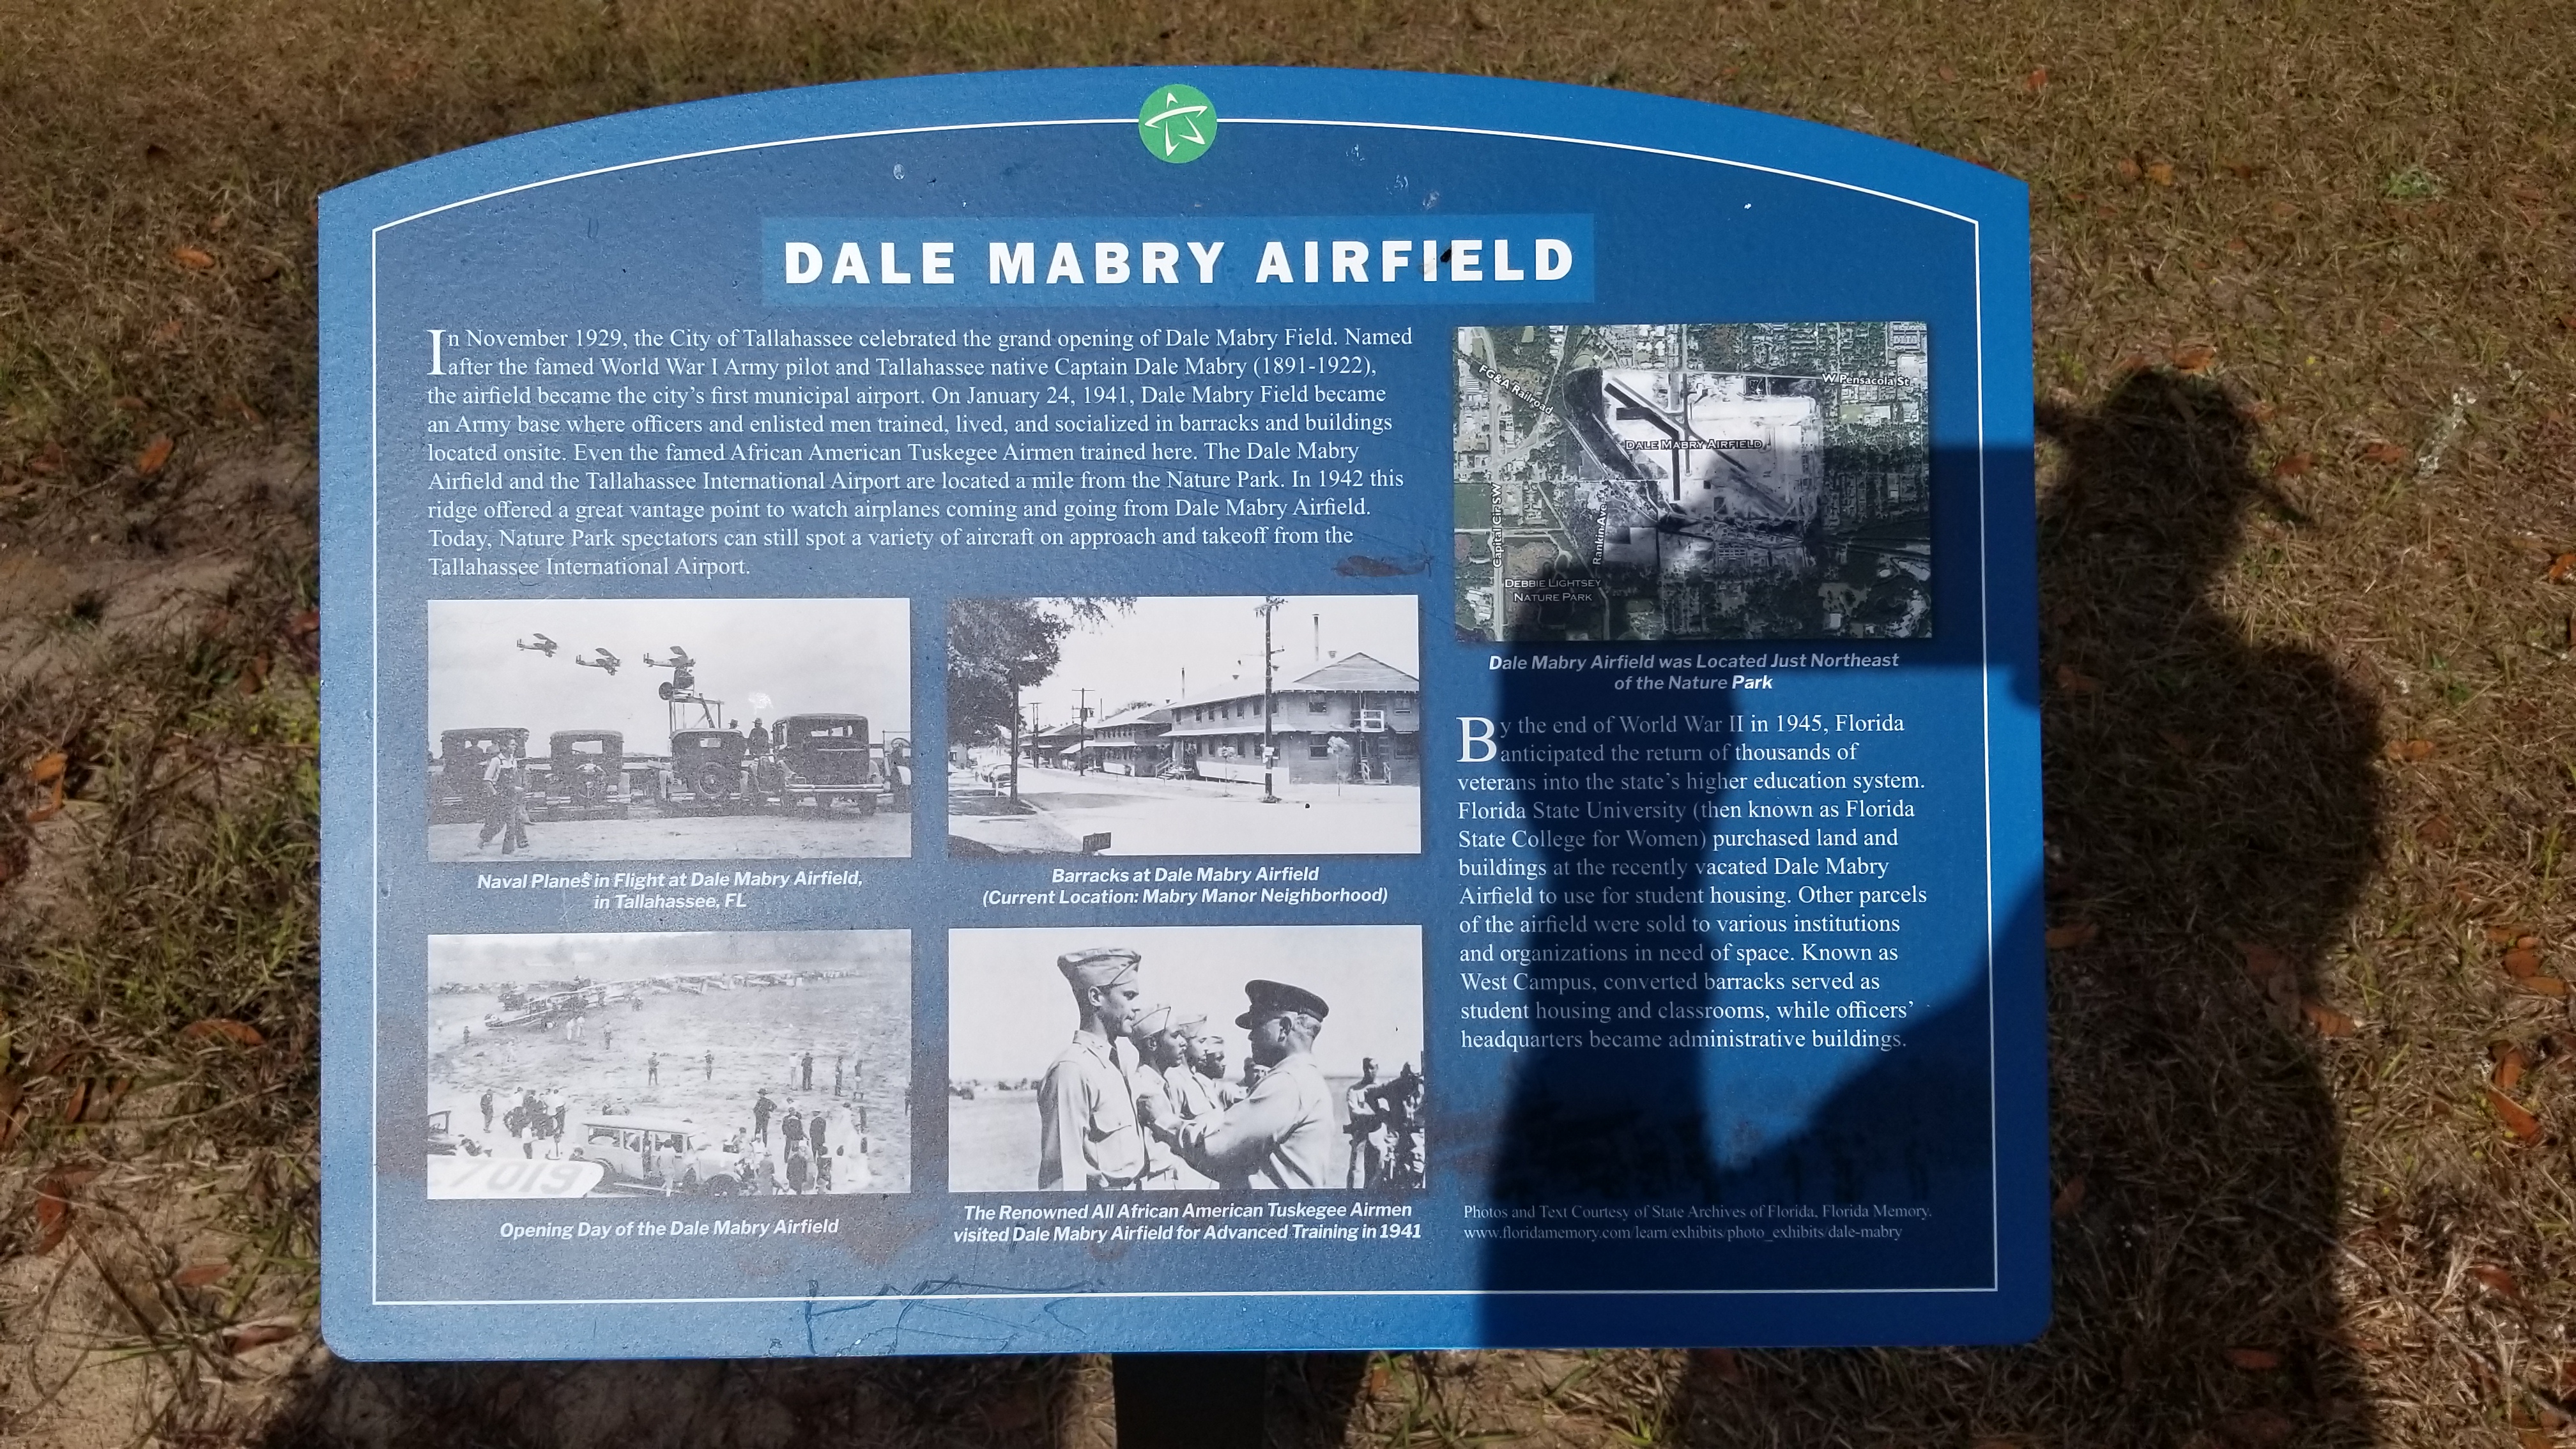 DALE MABRY AIRFIELD
In November 1929, the City of Tallahassee celebrated the grand opening of Dale Mabry Field. Named
after the famed World War I Army pilot and Tallahassee native Captain Dale Mabry (1891-1922),
the airfield became the city's first municipal airport. On January 24, 1941, Dale Mabry Field became
an Army base where officers and enlisted men trained, lived, and socialized in barracks and buildings
located onsite. Even the famed African American Tuskegee Airmen trained here. The Dale Mabry
Airfield and the Tallahassee International Airport are located a mile from the Nature Park. In 1942 this
ridge offered a great vantage point to watch airplanes coming and going from Dale Mabry Airfield.
Today, Nature Park spectators can still spot a variety of aircraft on approach and takeoff from the
Tallahassee International Airport.
Naval Planes in Flight at Dale Mabry Airfield,
in Tallahassee, FL
Barracks at Dale Mabry Airfield
(Current Location: Mabry Manor Neighborhood)
7019
Opening Day of the Dale Mabry Airfield
The Renowned All African American Tuskegee Airmen
visited Dale Mabry Airfield for Advanced Training in 1941
FG&A Railroad
W Pensacola St
DALE MABRY AIRFIELD
Capital Cir SW
Rankin Ave
DEBBIE LIGHTSEY
NATURE PARK
Dale Mabry Airfield was Located Just Northeast
of the Nature Park
By the end of World War II in 1945, Florida
anticipated the return of thousands of
veterans into the state's higher education system.
Florida State University (then known as Florida
State College for Women) purchased land and
buildings at the recently vacated Dale Mabry
Airfield to use for student housing. Other parcels
of the airfield were sold to various institutions
and organizations in need of space. Known as
West Campus, converted barracks served as
student housing and classrooms, while officers'
headquarters became administrative buildings.
Photos and Text Courtesy of State Archives of Florida, Florida Memory.
www.floridamemory.com/learn/exhibits/photo_exhibits/dale-mabry